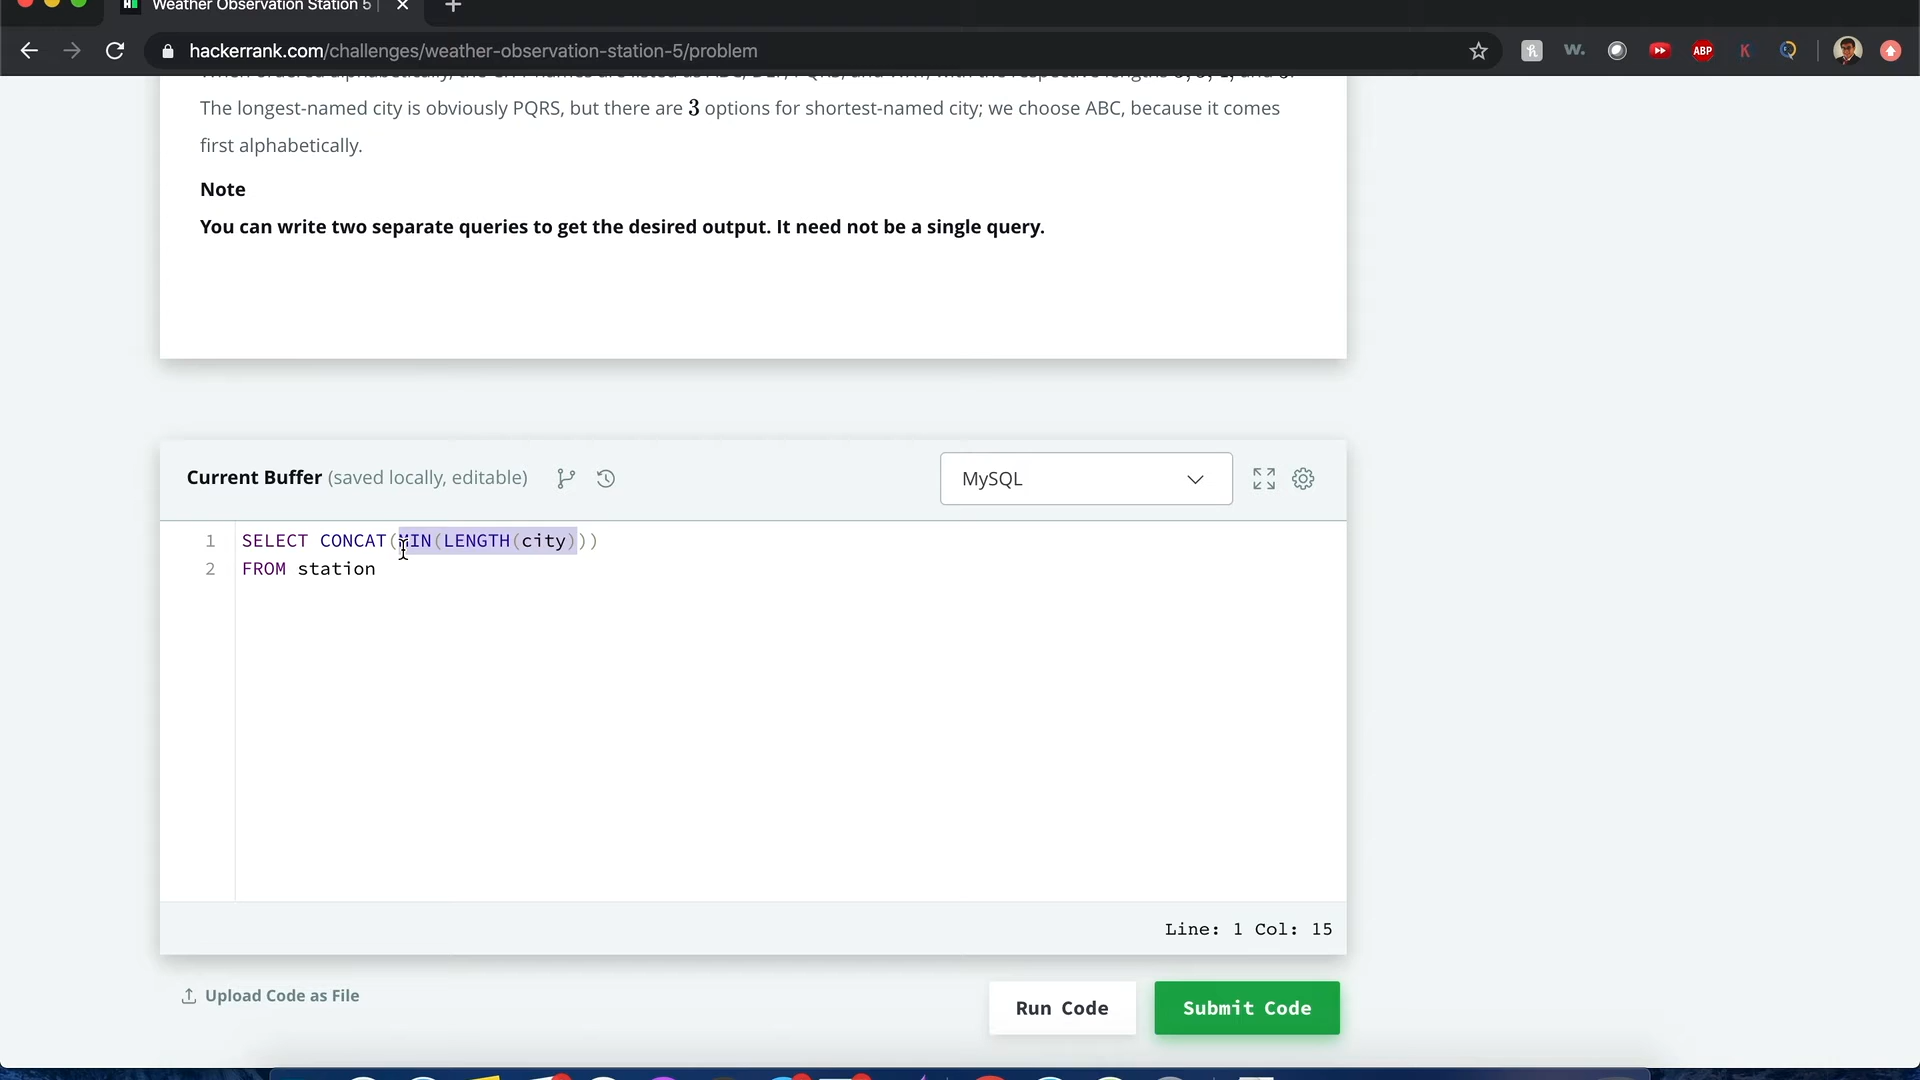 Weather Observation Station 5
hackerrank.com/challenges/weather-observation-station-5/problem
ABP
K
w.
The longest-named city is obviously PQRS, but there are 3 options for shortest-named city; we choose ABC, because it comes
first alphabetically.
Note
You can write two separate queries to get the desired output. It need not be a single query.
Current Buffer (saved locally, editable)
MySQL
1 SELECT CONCAT(MIN(LENGTH(city)))
2 FROM station
Line: 1 Col: 15
Upload Code as File
Run Code
Submit Code